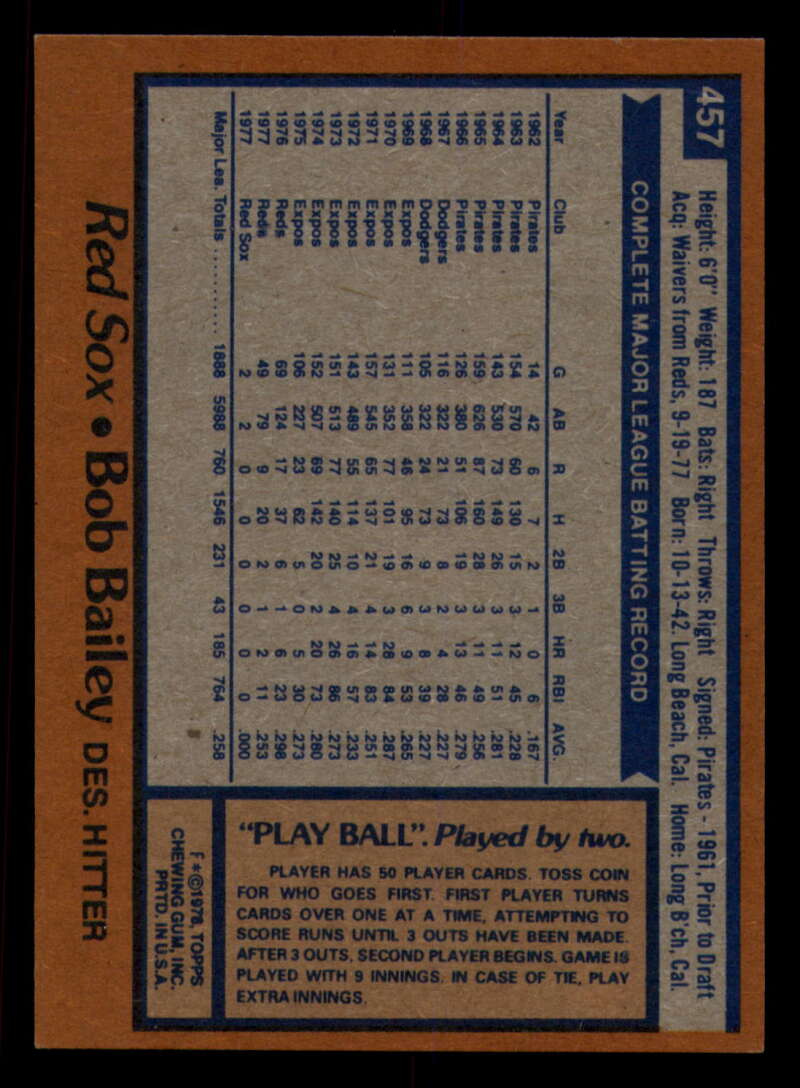 457
Height: 6'0" Weight: 187 Bats: Right Throws: Right Signed: Pirates - 1961, Prior to Draft
Acq: Waivers from Reds, 9-19-77 Born: 10-13-42, Long Beach, Cal. Home: Long B'ch, Cal.
COMPLETE MAJOR LEAGUE BATTING RECORD
Year Club G AB R H 2B 3B HR RBI AVG.
1962 Pirates 14 42 6 7 2 1 0 6 .167
1963 Pirates 154 570 60 130 15 3 12 45 .228
1964 Pirates 143 530 73 149 26 3 11 51 .281
1965 Pirates 159 626 87 160 28 3 11 49 .256
1966 Pirates 126 380 51 106 19 3 13 46 .279
1967 Dodgers 116 322 21 73 8 2 4 28 .227
1968 Dodgers 105 322 24 73 9 3 8 39 .227
1969 Expos 111 358 46 95 16 6 9 53 .265
1970 Expos 131 352 77 101 19 3 28 84 .287
1971 Expos 157 545 65 137 21 4 14 83 .251
1972 Expos 143 489 55 114 10 4 16 57 .233
1973 Expos 151 513 77 140 25 4 26 86 .273
1974 Expos 152 507 69 142 20 2 20 73 .280
1975 Expos 106 227 23 62 5 0 5 30 .273
1976 Reds 69 124 17 37 6 1 6 23 .298
1977 Reds 49 79 9 20 2 1 2 11 .253
1977 Red Sox 2 2 0 0 0 0 0 0 .000
Major Lea. Totals ........... 1888 5988 760 1546 231 43 185 764 .258
"PLAY BALL". Played by two.
PLAYER HAS 50 PLAYER CARDS. TOSS COIN
FOR WHO GOES FIRST. FIRST PLAYER TURNS
CARDS OVER ONE AT A TIME, ATTEMPTING TO
SCORE RUNS UNTIL 3 OUTS HAVE BEEN MADE.
AFTER 3 OUTS, SECOND PLAYER BEGINS. GAME IS
PLAYED WITH 9 INNINGS. IN CASE OF TIE, PLAY
EXTRA INNINGS.
F*©1978, TOPPS
CHEWING GUM, INC.
PRTD. IN U.S.A.
Red Sox • Bob Bailey DES. HITTER